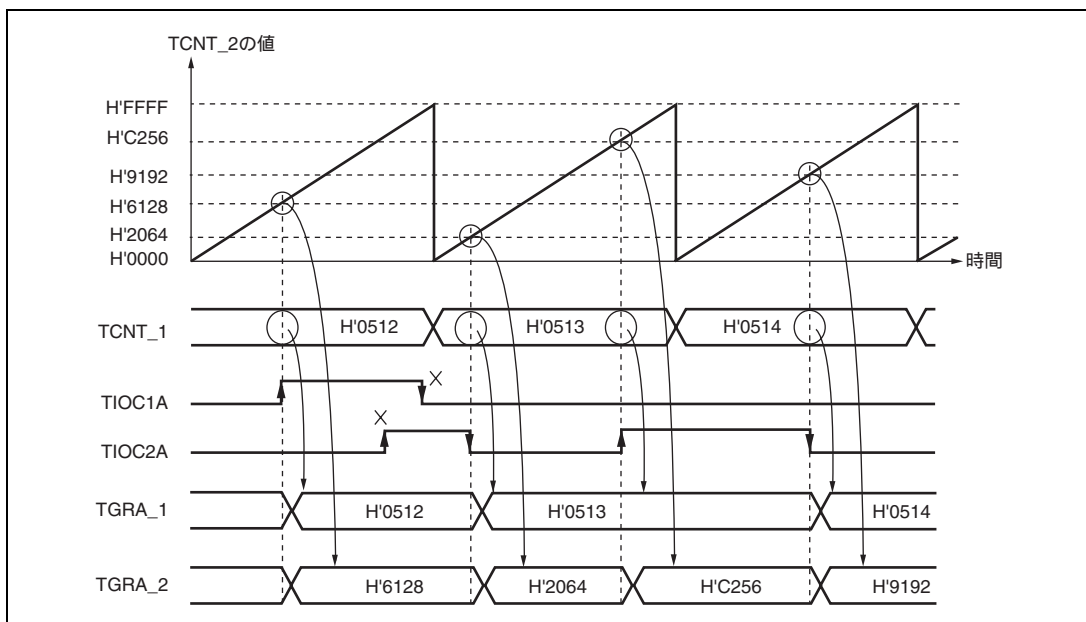 TCNT_2の値
H'FFFF
H'C256
H'9192
H'6128
H'2064
H'0000
時間
TCNT_1 H'0512 H'0513 H'0514
TIOC1A
TIOC2A
TGRA_1 H'0512 H'0513 H'0514
TGRA_2 H'6128 H'2064 H'C256 H'9192